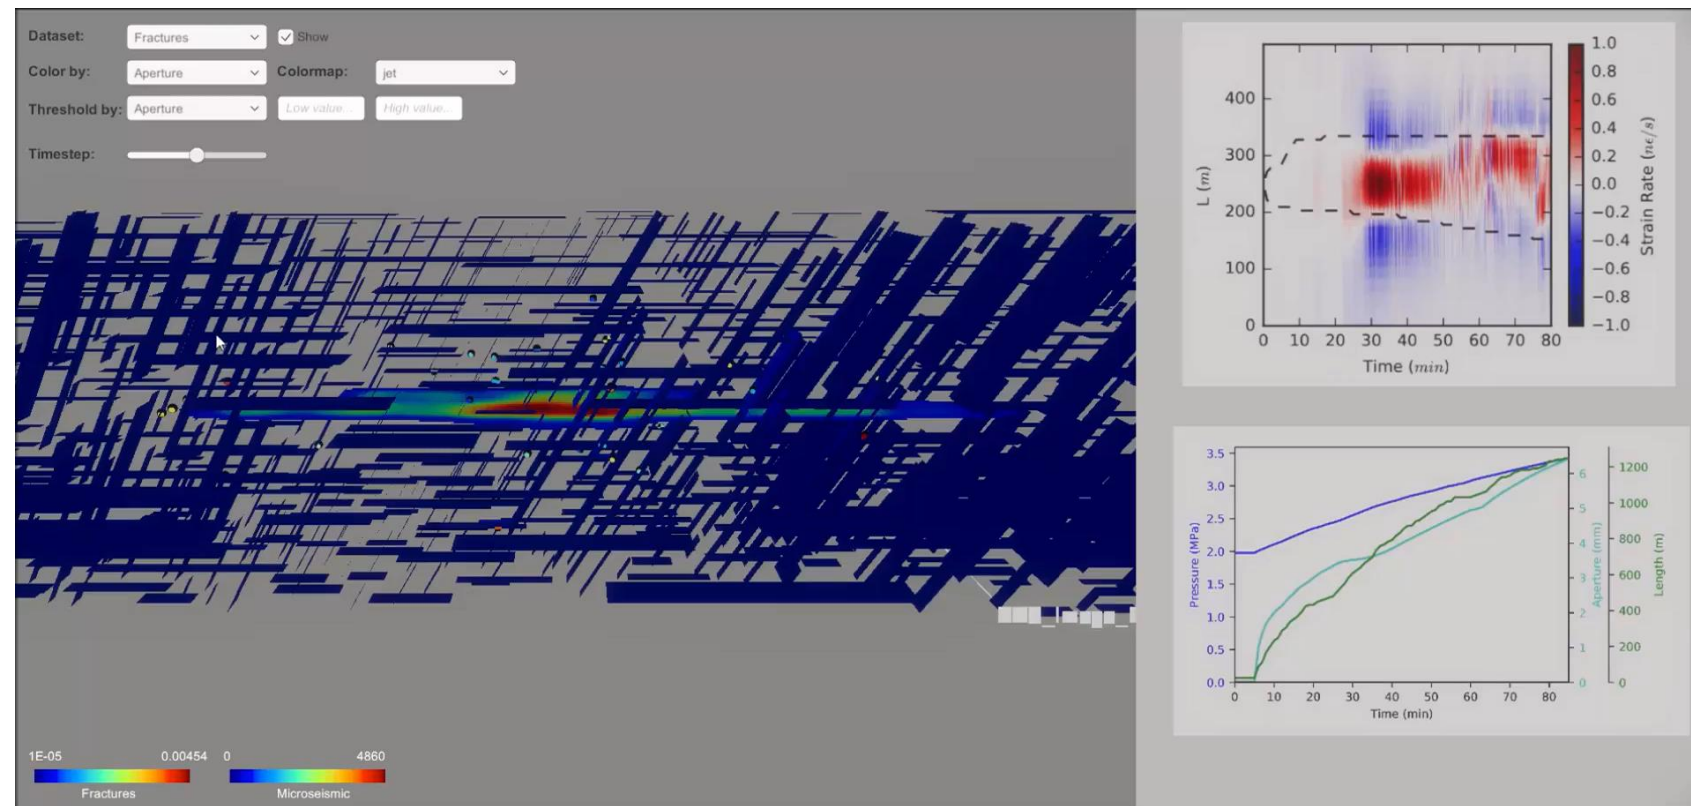 Dataset: Fractures Show
Color by: Aperture Colormap: jet
Threshold by: Aperture Low value... High value...
Timestep:
1E-05 0.00454 0 4860
Fractures Microseismic
400
300
200
100
0
L (m)
0 10 20 30 40 50 60 70 80
Time (min)
1.0
0.8
0.6
0.4
0.2
0.0
−0.2
−0.4
−0.6
−0.8
−1.0
Strain Rate (nϵ/s)
3.5
3.0
2.5
2.0
1.5
1.0
0.5
0.0
Pressure (MPa)
0 10 20 30 40 50 60 70 80
Time (min)
6
5
4
3
2
1
0
Aperture (mm)
1200
1000
800
600
400
200
0
Length (m)